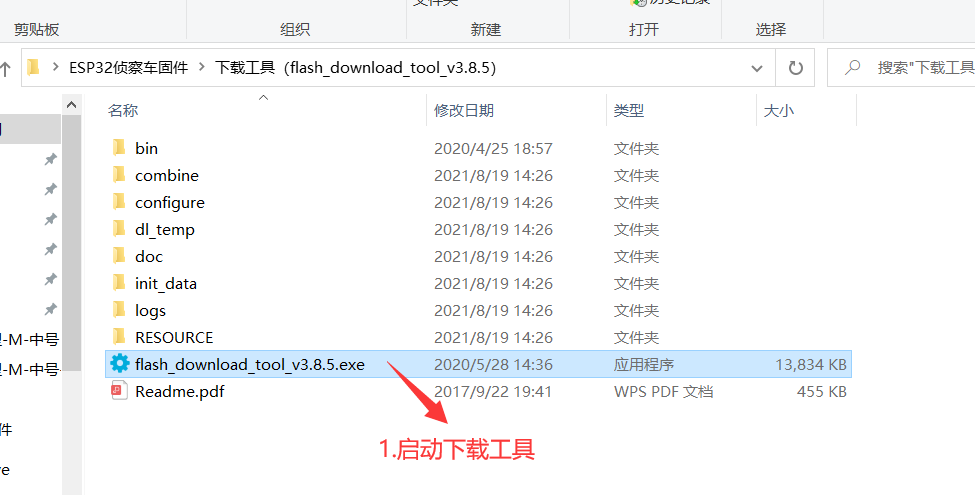 剪贴板 组织 新建 打开 选择
ESP32侦察车固件 下载工具（flash_download_tool_v3.8.5） 搜索"下载工具
名称 修改日期 类型 大小
bin 2020/4/25 18:57 文件夹
combine 2021/8/19 14:26 文件夹
configure 2021/8/19 14:26 文件夹
dl_temp 2021/8/19 14:26 文件夹
doc 2021/8/19 14:26 文件夹
init_data 2021/8/19 14:26 文件夹
logs 2021/8/19 14:26 文件夹
RESOURCE 2021/8/19 14:26 文件夹
-M-中号
flash_download_tool_v3.8.5.exe 2020/5/28 14:36 应用程序 13,834 KB
-M-中号
Readme.pdf 2017/9/22 19:41 WPS PDF 文档 455 KB
件
1.启动下载工具